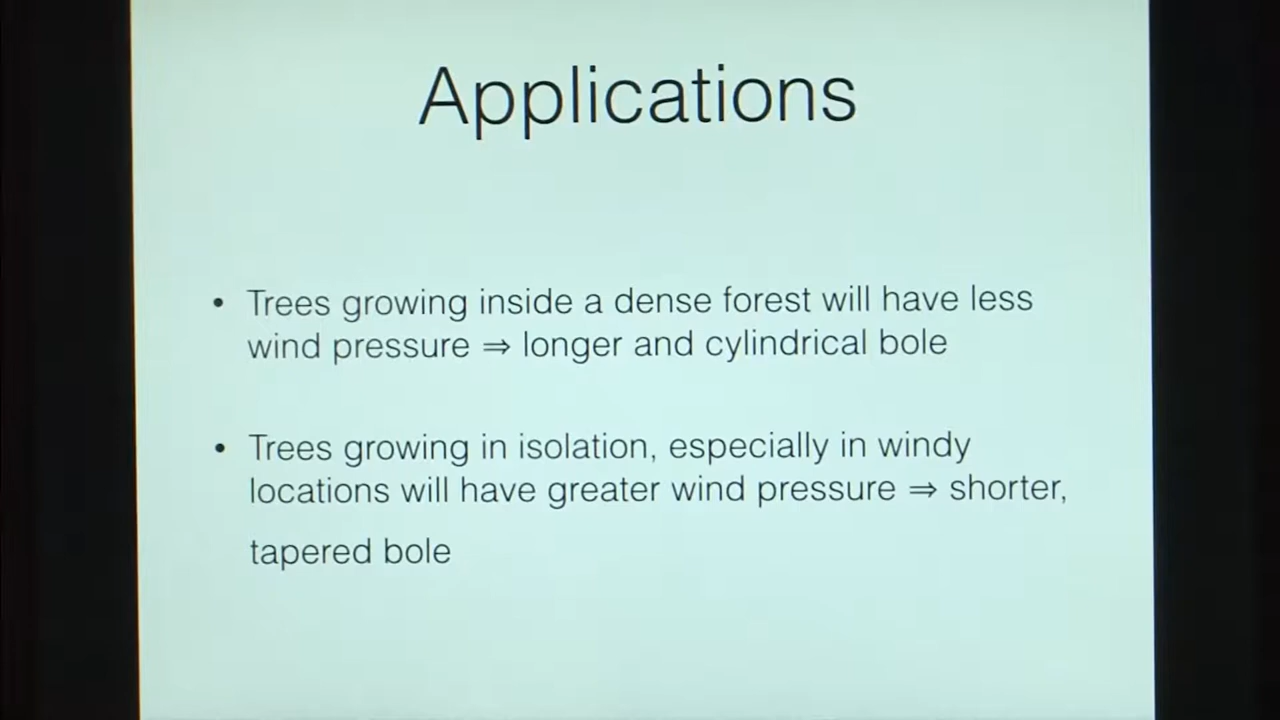 Applications
• Trees growing inside a dense forest will have less
wind pressure ⇒ longer and cylindrical bole
• Trees growing in isolation, especially in windy
locations will have greater wind pressure ⇒ shorter,
tapered bole